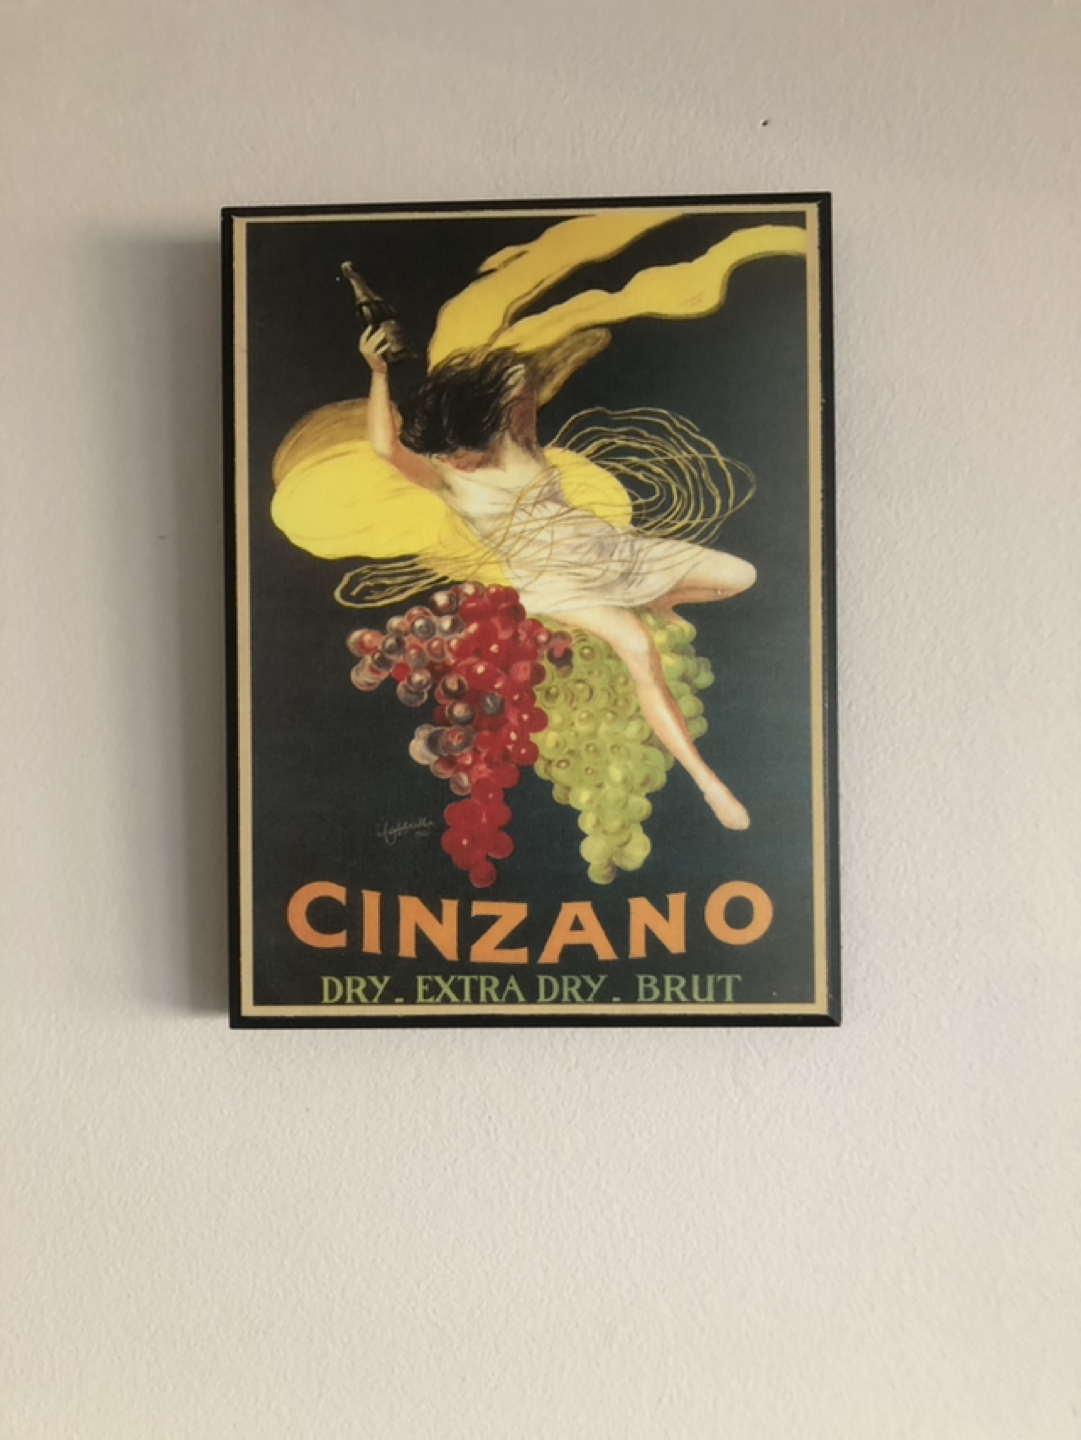 CINZANO
DRY - EXTRA DRY - BRUT